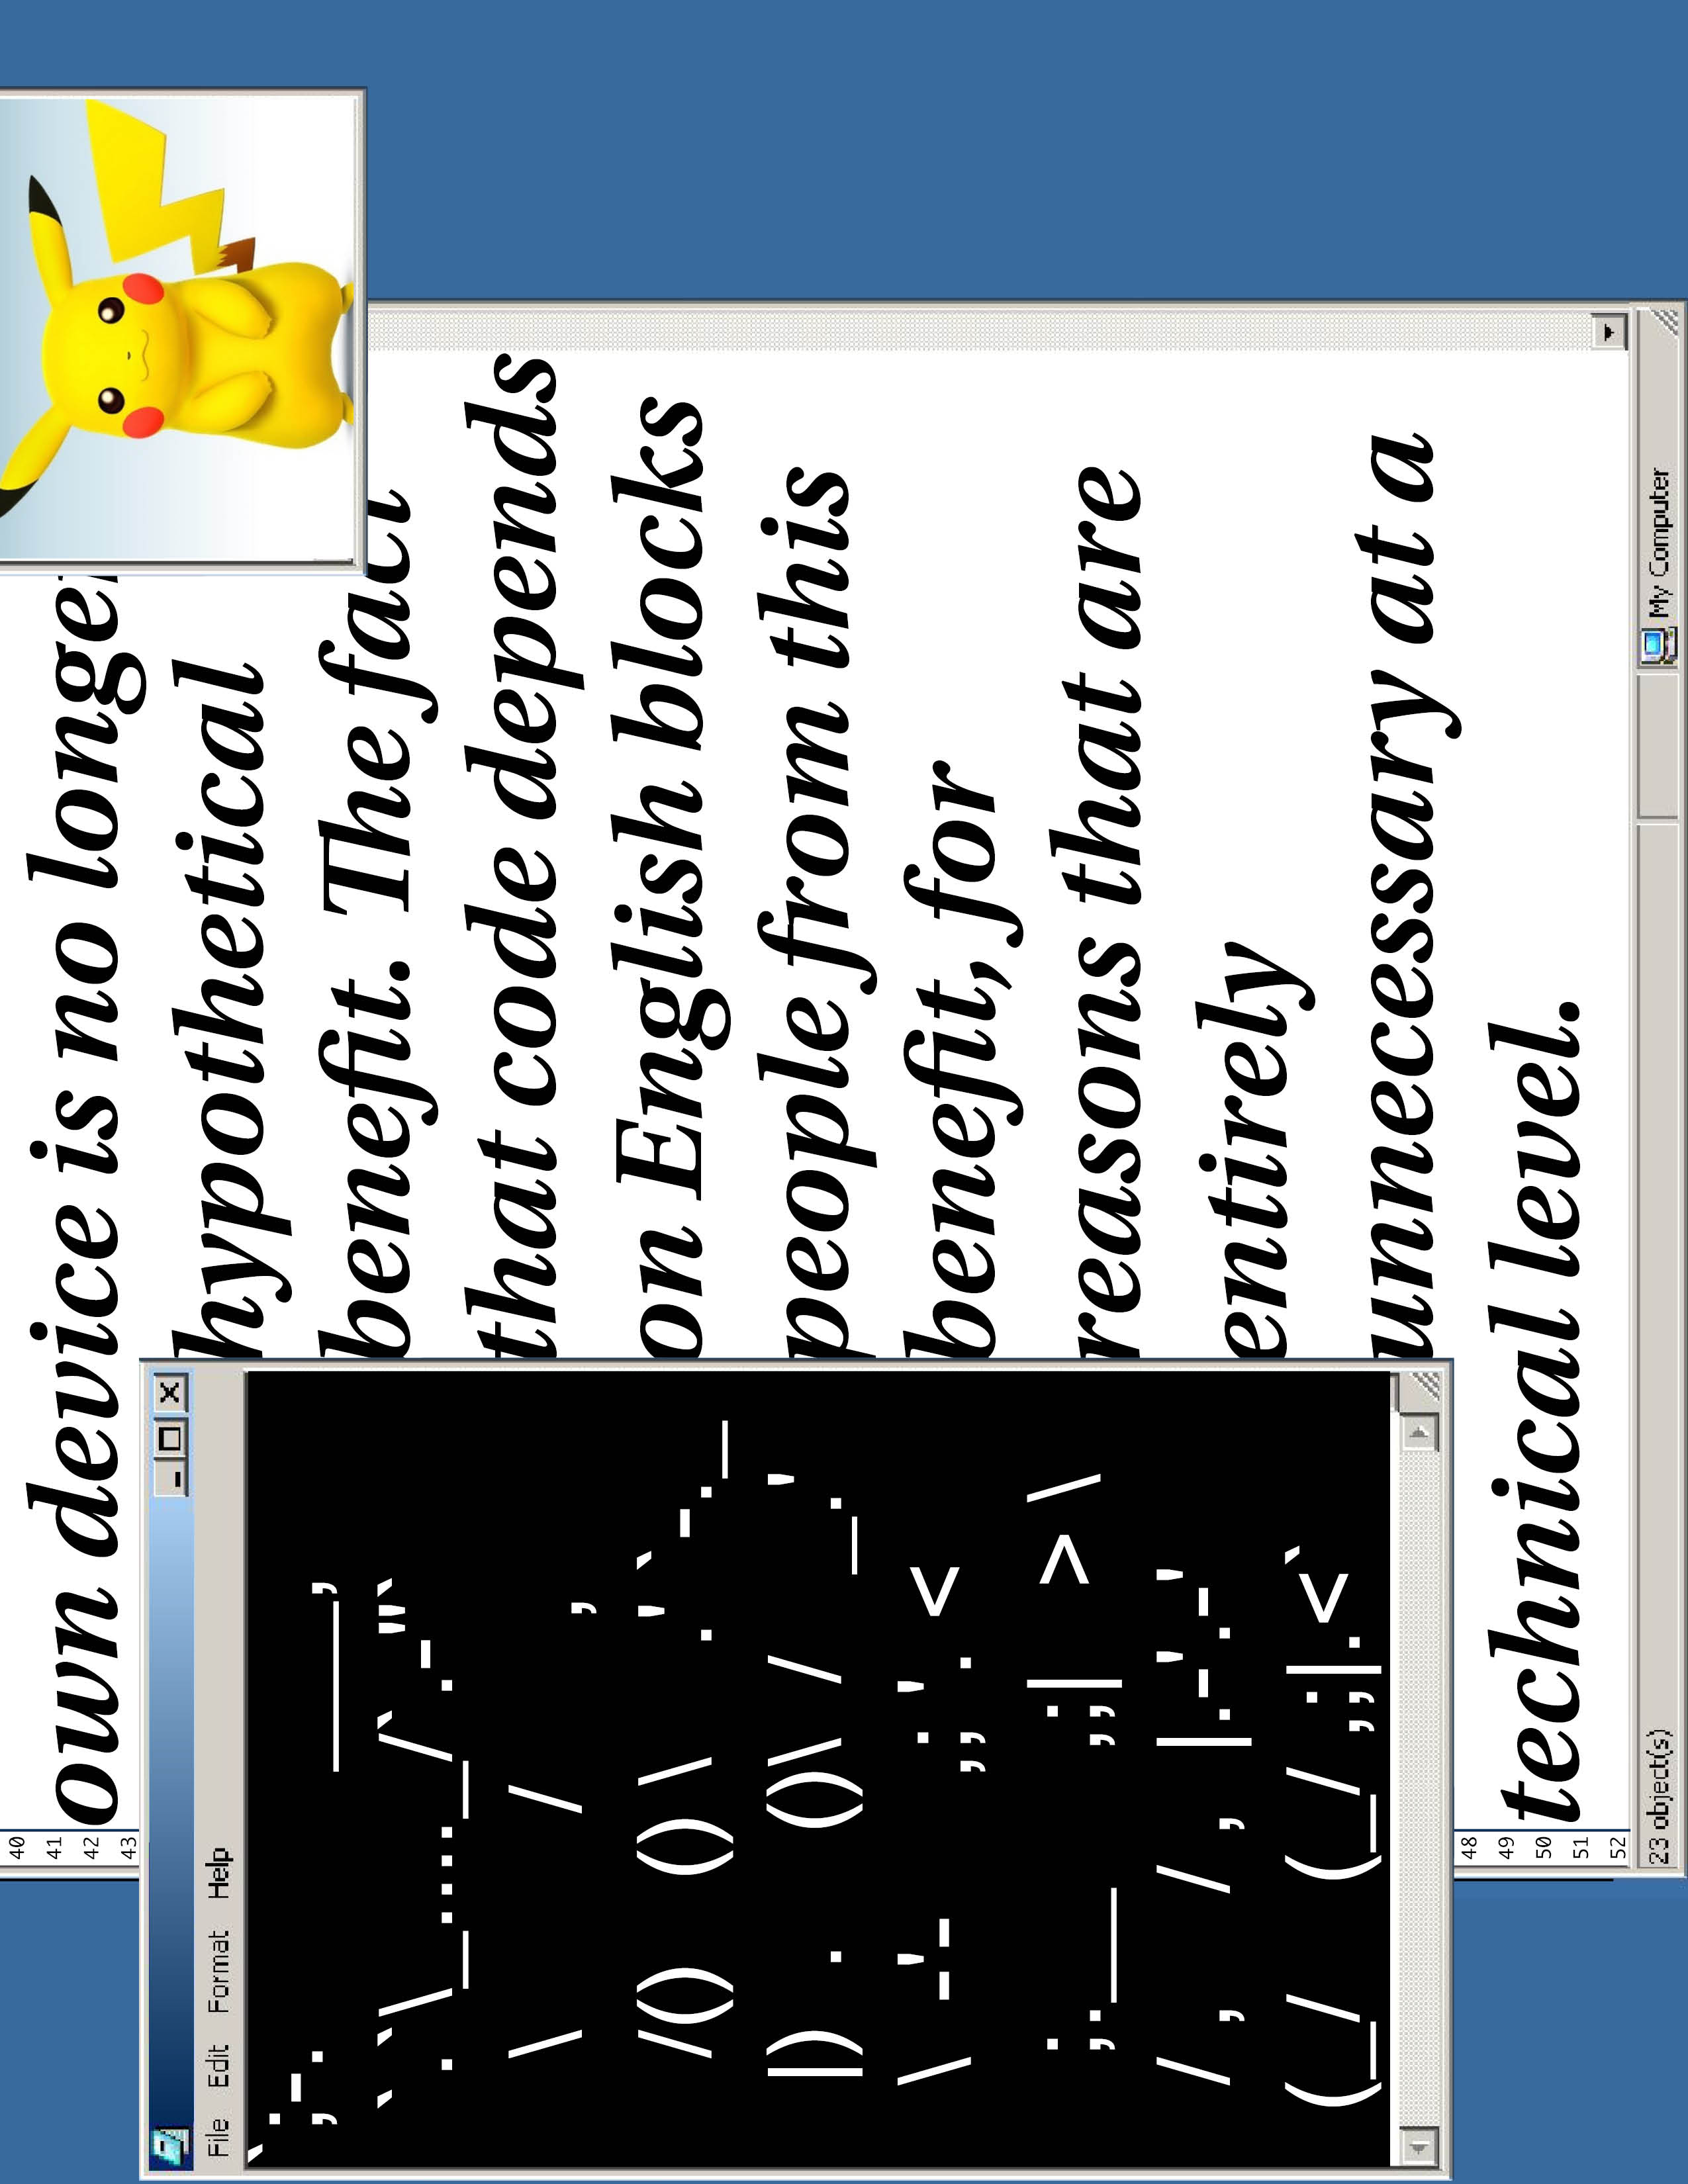 40
41
42
43
own device is no longer
hypothetical
benefit. The fact
that code depends
on English blocks
people from this
benefit, for
reasons that are
entirely
unnecessary at a
technical level.
48
49
50
51
52
File Edit Format Help
23 object(s)
My Computer